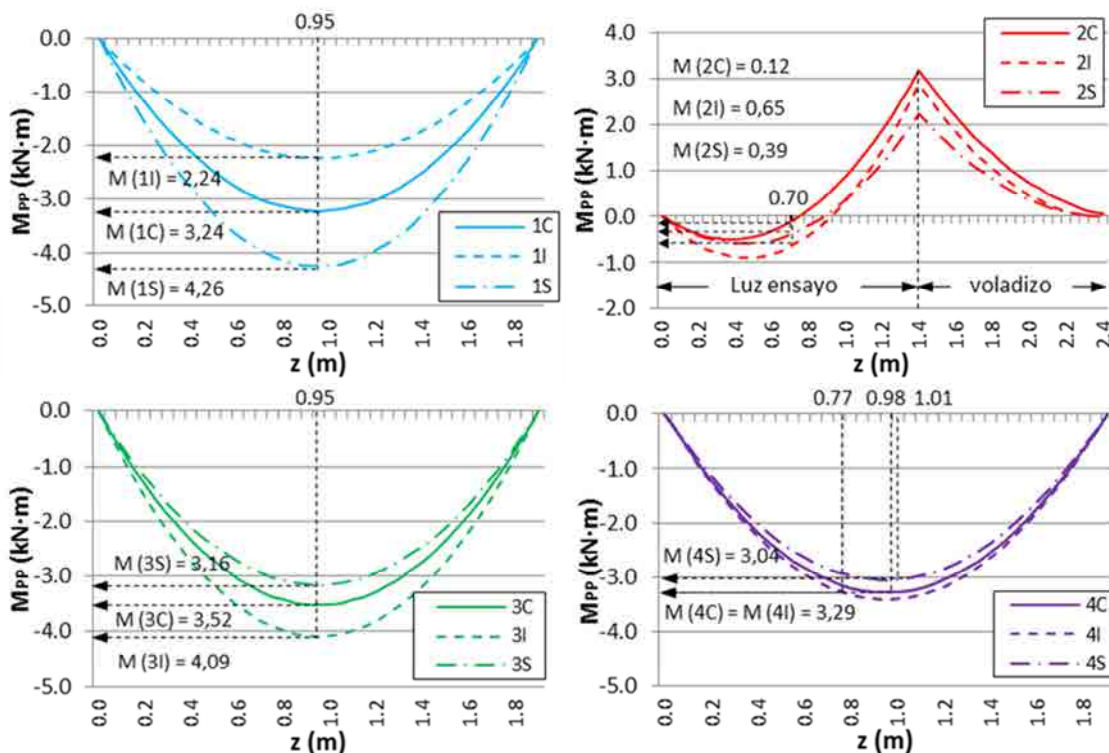 0.95
0.0
-1.0
-2.0
-3.0
-4.0
-5.0
MPP (kN·m)
M (1I) = 2,24
M (1C) = 3,24
M (1S) = 4,26
1C
1I
1S
0.0 0.2 0.4 0.6 0.8 1.0 1.2 1.4 1.6 1.8
z (m)
4.0
3.0
2.0
1.0
0.0
-1.0
-2.0
MPP (kN·m)
M (2C) = 0.12
M (2I) = 0,65
M (2S) = 0,39
0.70
2C
2I
2S
Luz ensayo
voladizo
0.0 0.2 0.4 0.6 0.8 1.0 1.2 1.4 1.6 1.8 2.0 2.2 2.4
z (m)
0.95
0.0
-1.0
-2.0
-3.0
-4.0
-5.0
MPP (kN·m)
M (3S) = 3,16
M (3C) = 3,52
M (3I) = 4,09
3C
3I
3S
0.0 0.2 0.4 0.6 0.8 1.0 1.2 1.4 1.6 1.8
z (m)
0.77 0.98 1.01
0.0
-1.0
-2.0
-3.0
-4.0
-5.0
MPP (kN·m)
M (4S) = 3,04
M (4C) = M (4I) = 3,29
4C
4I
4S
0.0 0.2 0.4 0.6 0.8 1.0 1.2 1.4 1.6 1.8
z (m)